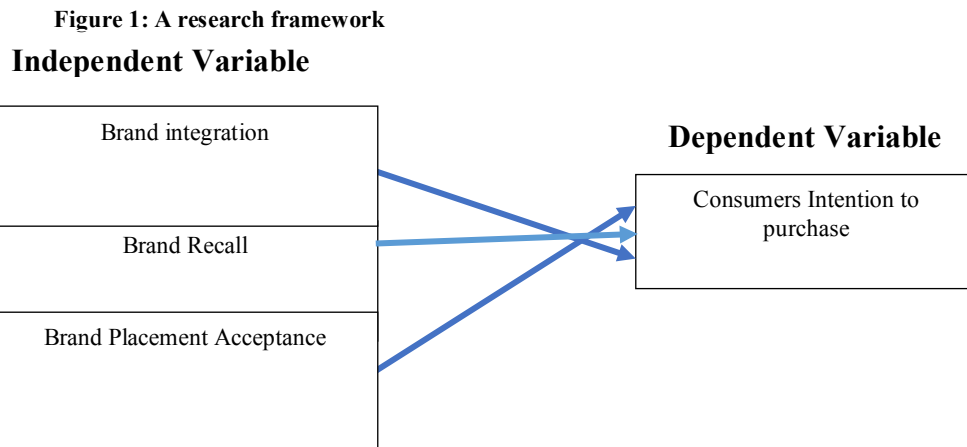 Figure 1: A research framework
Independent Variable
Brand integration
Brand Recall
Brand Placement Acceptance
Dependent Variable
Consumers Intention to
purchase